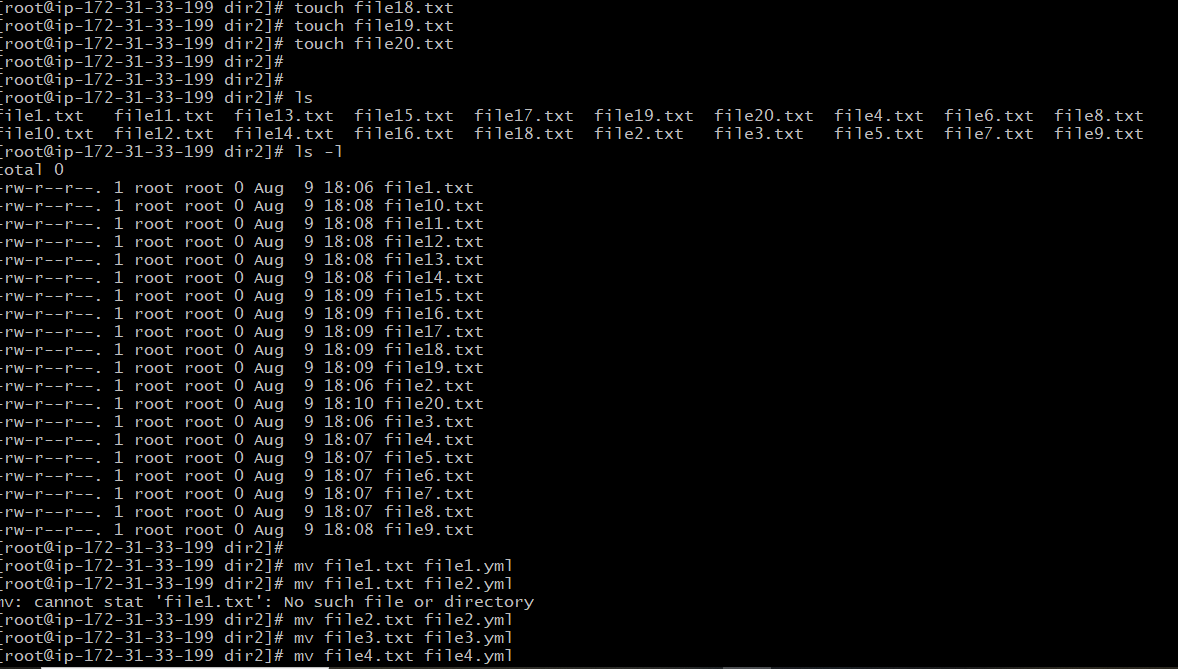 [root@ip-172-31-33-199 dir2]# touch file18.txt
[root@ip-172-31-33-199 dir2]# touch file19.txt
[root@ip-172-31-33-199 dir2]# touch file20.txt
[root@ip-172-31-33-199 dir2]#
[root@ip-172-31-33-199 dir2]#
[root@ip-172-31-33-199 dir2]# ls
file1.txt   file11.txt  file13.txt  file15.txt  file17.txt  file19.txt  file20.txt  file4.txt  file6.txt  file8.txt
file10.txt  file12.txt  file14.txt  file16.txt  file18.txt  file2.txt   file3.txt   file5.txt  file7.txt  file9.txt
[root@ip-172-31-33-199 dir2]# ls -l
total 0
-rw-r--r--. 1 root root 0 Aug  9 18:06 file1.txt
-rw-r--r--. 1 root root 0 Aug  9 18:08 file10.txt
-rw-r--r--. 1 root root 0 Aug  9 18:08 file11.txt
-rw-r--r--. 1 root root 0 Aug  9 18:08 file12.txt
-rw-r--r--. 1 root root 0 Aug  9 18:08 file13.txt
-rw-r--r--. 1 root root 0 Aug  9 18:08 file14.txt
-rw-r--r--. 1 root root 0 Aug  9 18:09 file15.txt
-rw-r--r--. 1 root root 0 Aug  9 18:09 file16.txt
-rw-r--r--. 1 root root 0 Aug  9 18:09 file17.txt
-rw-r--r--. 1 root root 0 Aug  9 18:09 file18.txt
-rw-r--r--. 1 root root 0 Aug  9 18:09 file19.txt
-rw-r--r--. 1 root root 0 Aug  9 18:06 file2.txt
-rw-r--r--. 1 root root 0 Aug  9 18:10 file20.txt
-rw-r--r--. 1 root root 0 Aug  9 18:06 file3.txt
-rw-r--r--. 1 root root 0 Aug  9 18:07 file4.txt
-rw-r--r--. 1 root root 0 Aug  9 18:07 file5.txt
-rw-r--r--. 1 root root 0 Aug  9 18:07 file6.txt
-rw-r--r--. 1 root root 0 Aug  9 18:07 file7.txt
-rw-r--r--. 1 root root 0 Aug  9 18:07 file8.txt
-rw-r--r--. 1 root root 0 Aug  9 18:08 file9.txt
[root@ip-172-31-33-199 dir2]#
[root@ip-172-31-33-199 dir2]# mv file1.txt file1.yml
[root@ip-172-31-33-199 dir2]# mv file1.txt file2.yml
mv: cannot stat 'file1.txt': No such file or directory
[root@ip-172-31-33-199 dir2]# mv file2.txt file2.yml
[root@ip-172-31-33-199 dir2]# mv file3.txt file3.yml
[root@ip-172-31-33-199 dir2]# mv file4.txt file4.yml